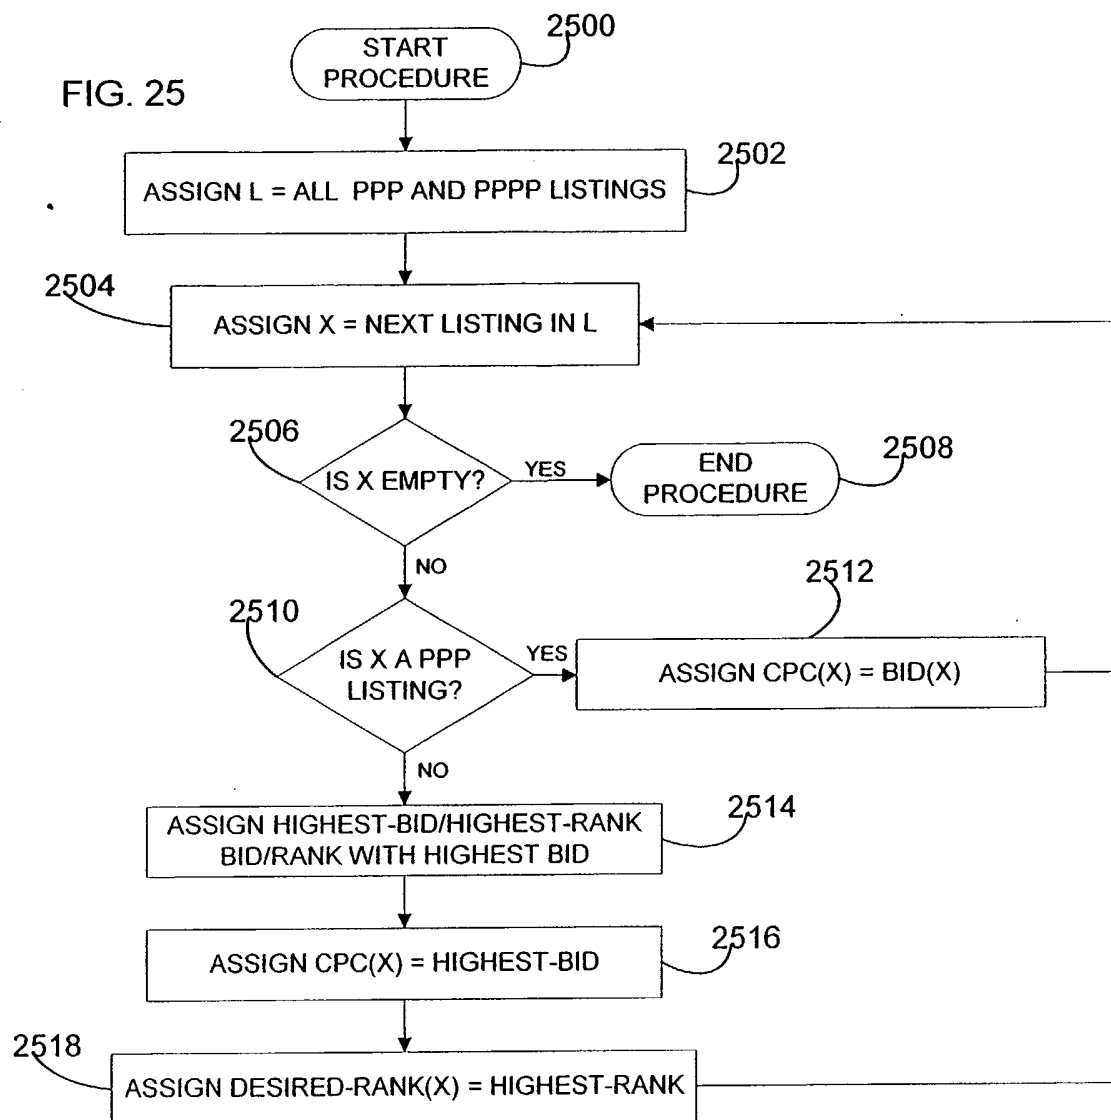 2500
START
PROCEDURE
FIG. 25
2502
ASSIGN L = ALL PPP AND PPPP LISTINGS
2504
ASSIGN X = NEXT LISTING IN L
2506
IS X EMPTY?
YES
END
PROCEDURE
2508
NO
2510
IS X A PPP
LISTING?
YES
2512
ASSIGN CPC(X) = BID(X)
NO
ASSIGN HIGHEST-BID/HIGHEST-RANK
BID/RANK WITH HIGHEST BID
2514
ASSIGN CPC(X) = HIGHEST-BID
2516
2518
ASSIGN DESIRED-RANK(X) = HIGHEST-RANK